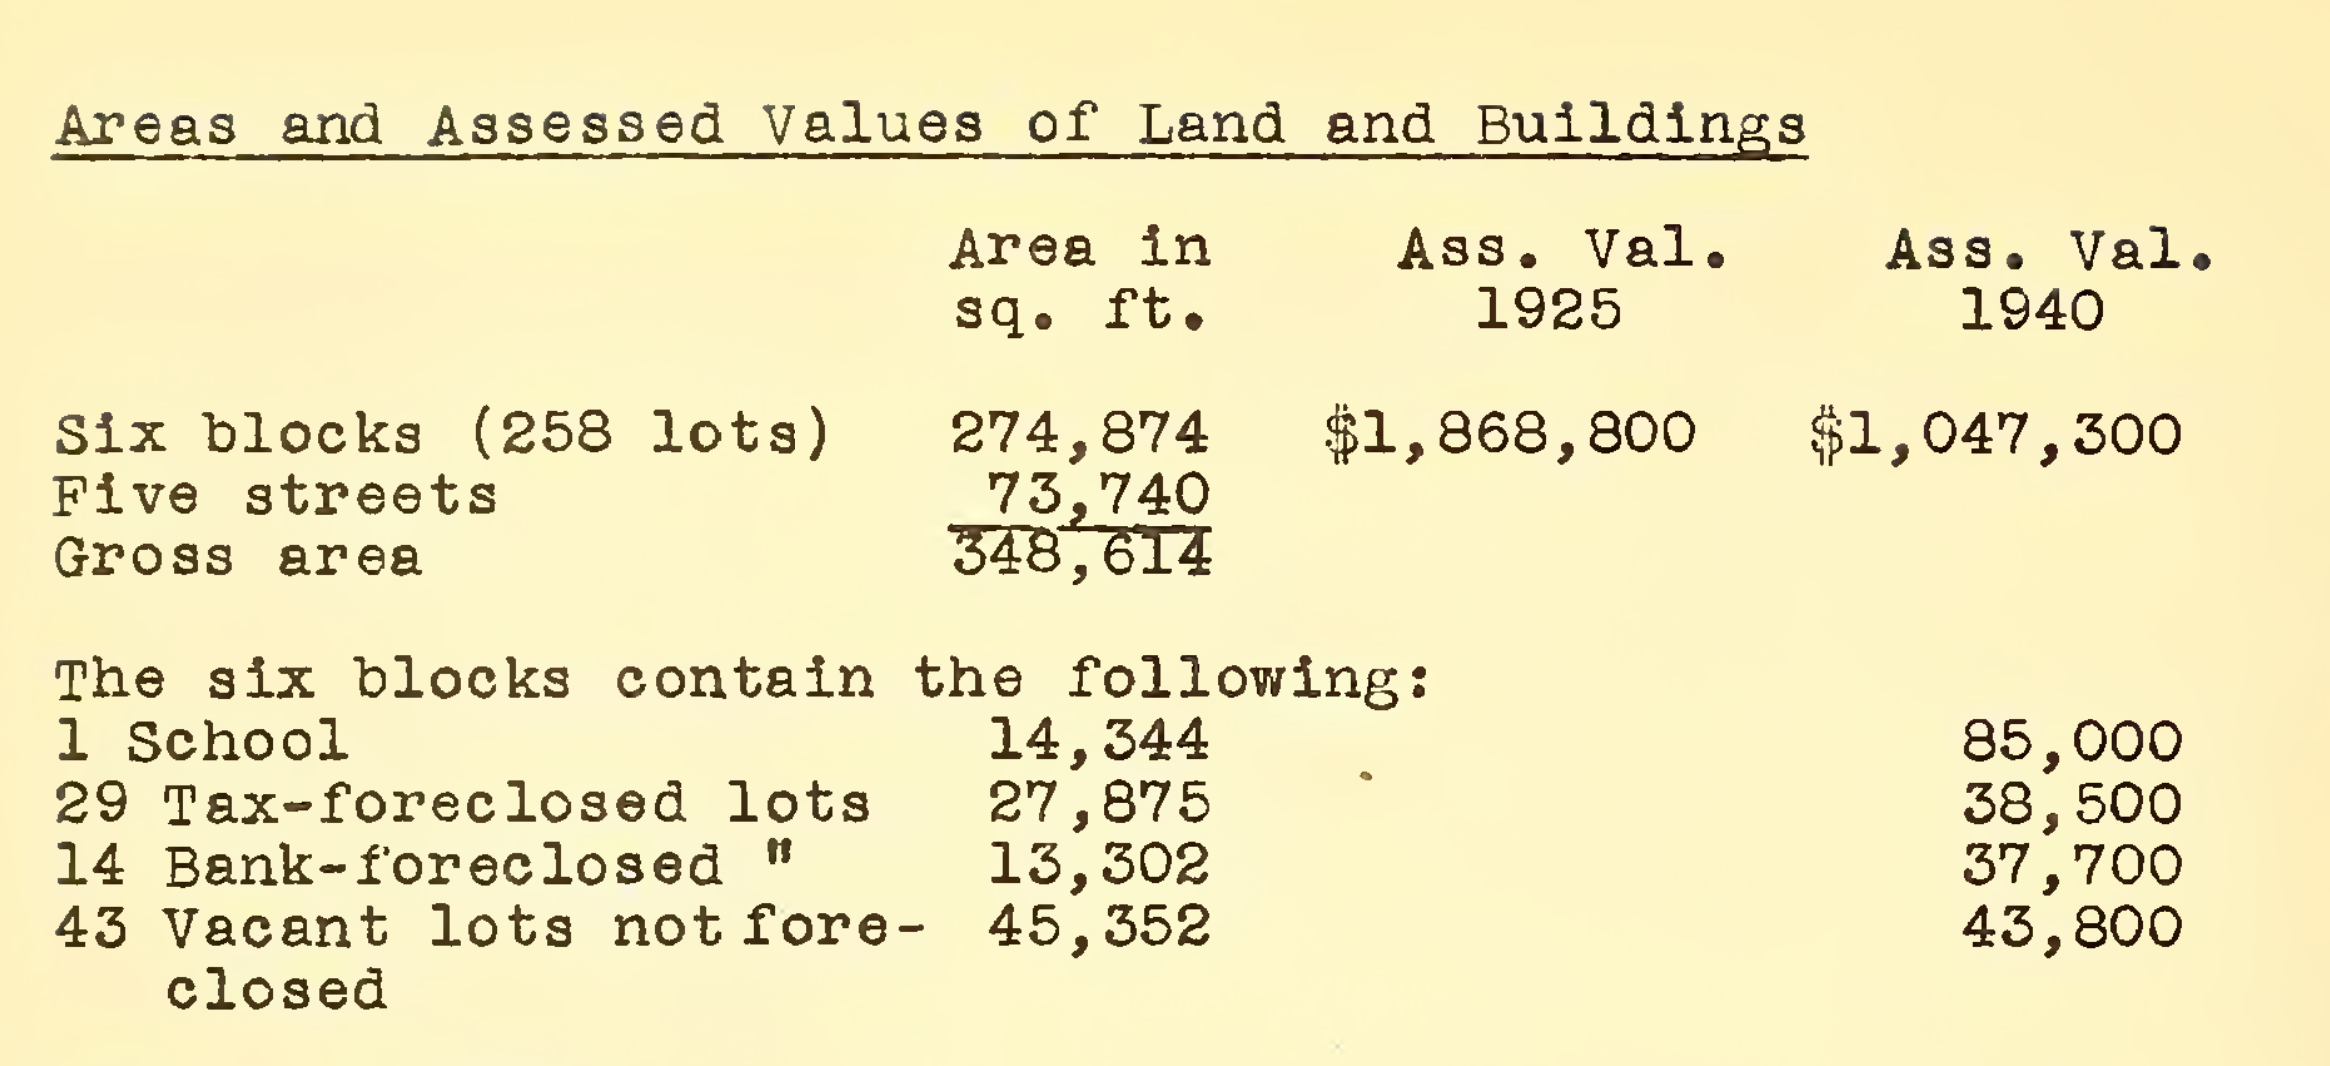 Areas and Assessed Values of Land and Buildings
Area in Ass. Val. Ass. Val.
sq. ft. 1925 1940
Six blocks (258 lots) 274,874 $1,868,800 $1,047,300
Five streets 73,740
Gross area 348,614
The six blocks contain the following:
1 School 14,344 85,000
29 Tax-foreclosed lots 27,875 38,500
14 Bank-foreclosed " 13,302 37,700
43 Vacant lots not fore- 45,352 43,800
closed